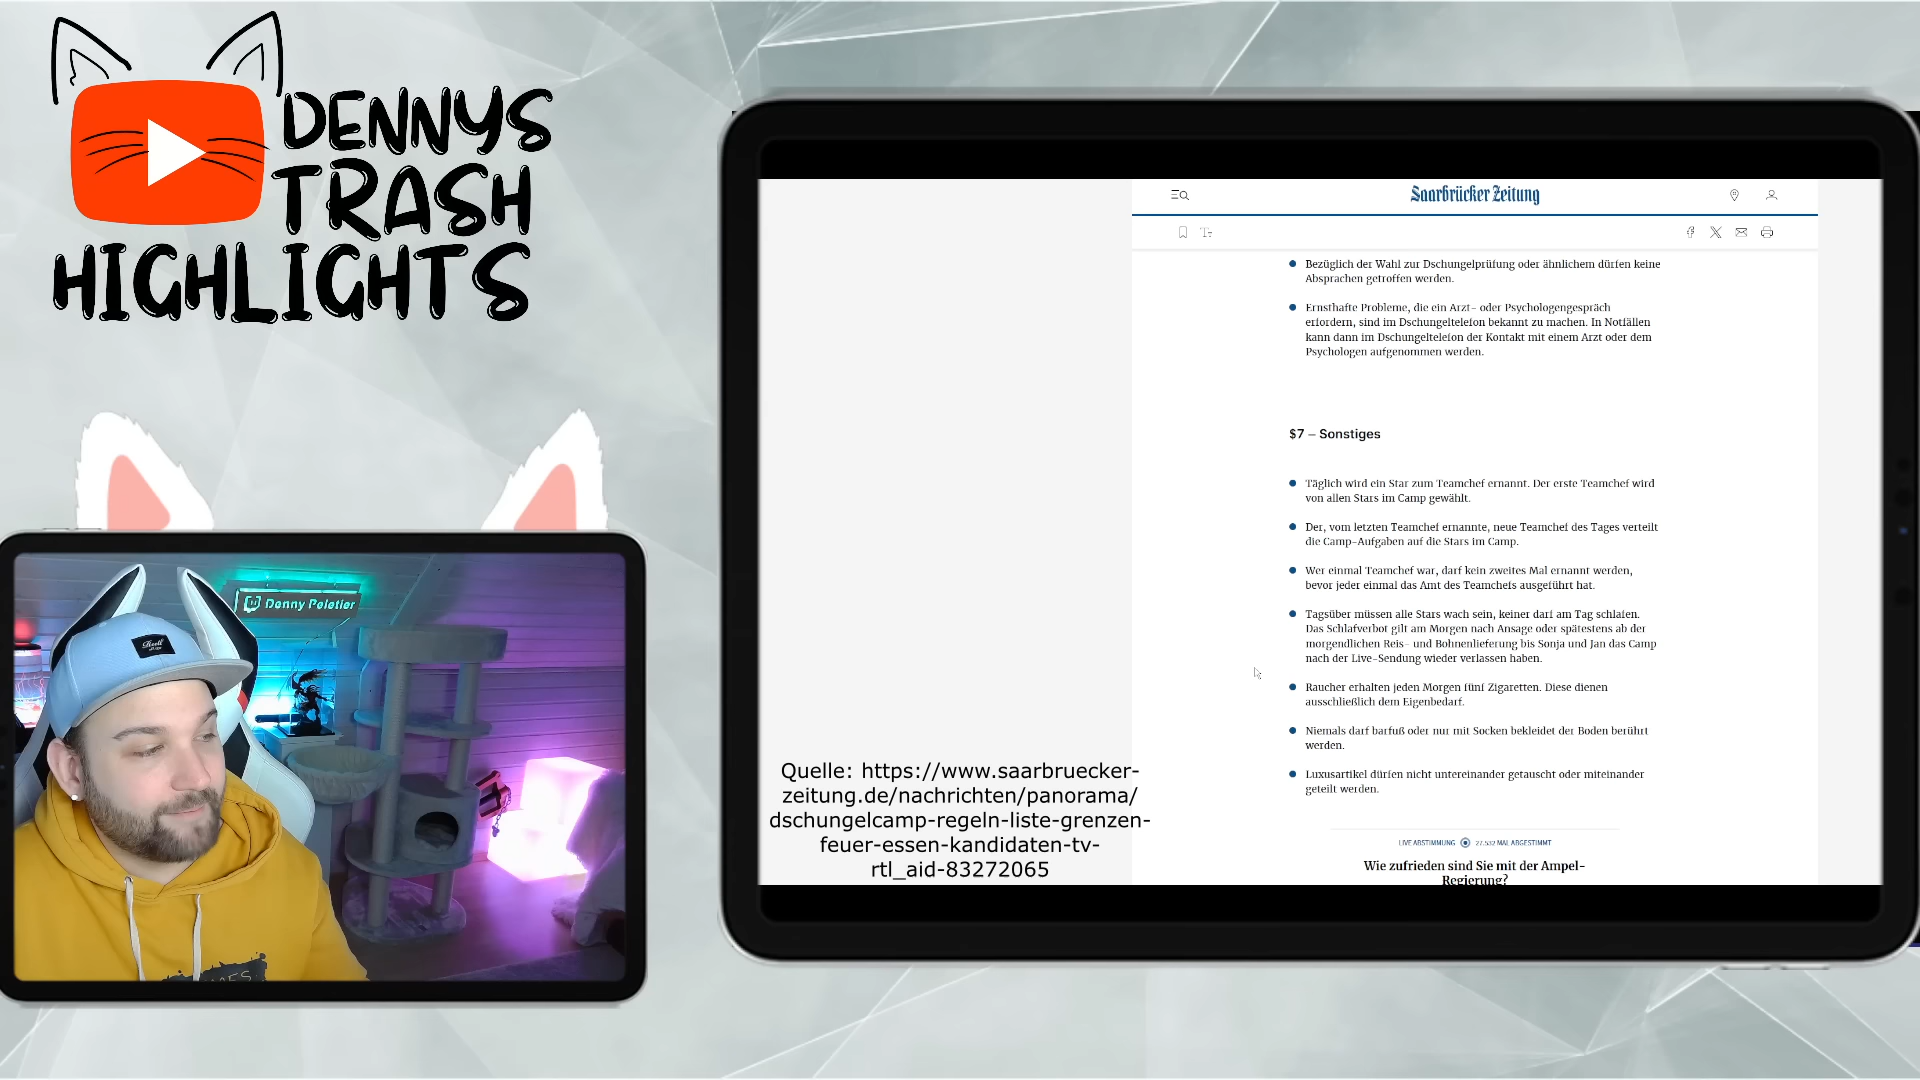 DENNYS
TRASH
HIGHLIGHTS
Denny Peletier
Saarbrücker Zeitung
Bezüglich der Wahl zur Dschungelprüfung oder ähnlichem dürfen keine
Absprachen getroffen werden.
Ernsthafte Probleme, die ein Arzt- oder Psychologengespräch
erfordern, sind im Dschungeltelefon bekannt zu machen. In Notfällen
kann dann im Dschungeltelefon der Kontakt mit einem Arzt oder dem
Psychologen aufgenommen werden.
$7 – Sonstiges
Täglich wird ein Star zum Teamchef ernannt. Der erste Teamchef wird
von allen Stars im Camp gewählt.
Der, vom letzten Teamchef ernannte, neue Teamchef des Tages verteilt
die Camp-Aufgaben auf die Stars im Camp.
Wer einmal Teamchef war, darf kein zweites Mal ernannt werden,
bevor jeder einmal das Amt des Teamchefs ausgeführt hat.
Tagsüber müssen alle Stars wach sein, keiner darf am Tag schlafen.
Das Schlafverbot gilt am Morgen nach Ansage oder spätestens ab der
morgendlichen Reis- und Bohnenlieferung bis Sonja und Jan das Camp
nach der Live-Sendung wieder verlassen haben.
Raucher erhalten jeden Morgen fünf Zigaretten. Diese dienen
ausschließlich dem Eigenbedarf.
Niemals darf barfuß oder nur mit Socken bekleidet der Boden berührt
werden.
Luxusartikel dürfen nicht untereinander getauscht oder miteinander
geteilt werden.
LIVE ABSTIMMUNG 27.532 MAL ABGESTIMMT
Wie zufrieden sind Sie mit der Ampel-
Regierung?
Quelle: https://www.saarbruecker-
zeitung.de/nachrichten/panorama/
dschungelcamp-regeln-liste-grenzen-
feuer-essen-kandidaten-tv-
rtl_aid-83272065